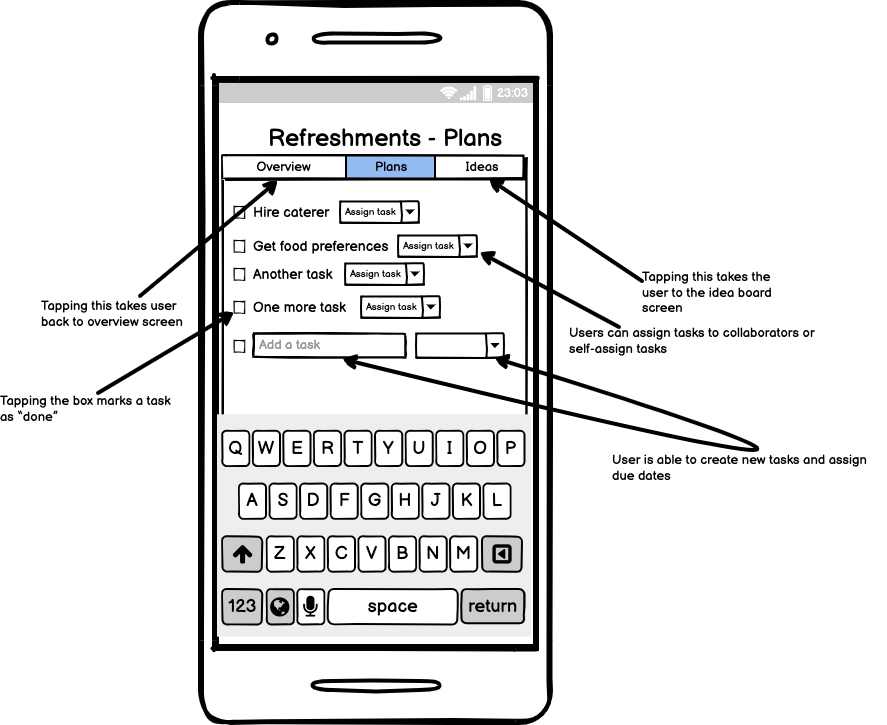 23:03
Refreshments - Plans
Overview Plans Ideas
Hire caterer Assign task
Get food preferences Assign task
Another task Assign task
One more task Assign task
Add a task
Tapping this takes user
back to overview screen
Tapping the box marks a task
as “done”
Tapping this takes the
user to the idea board
screen
Users can assign tasks to collaborators or
self-assign tasks
User is able to create new tasks and assign
due dates
Q W E R T Y U I O P
A S D F G H J K L
Z X C V B N M
123 space return